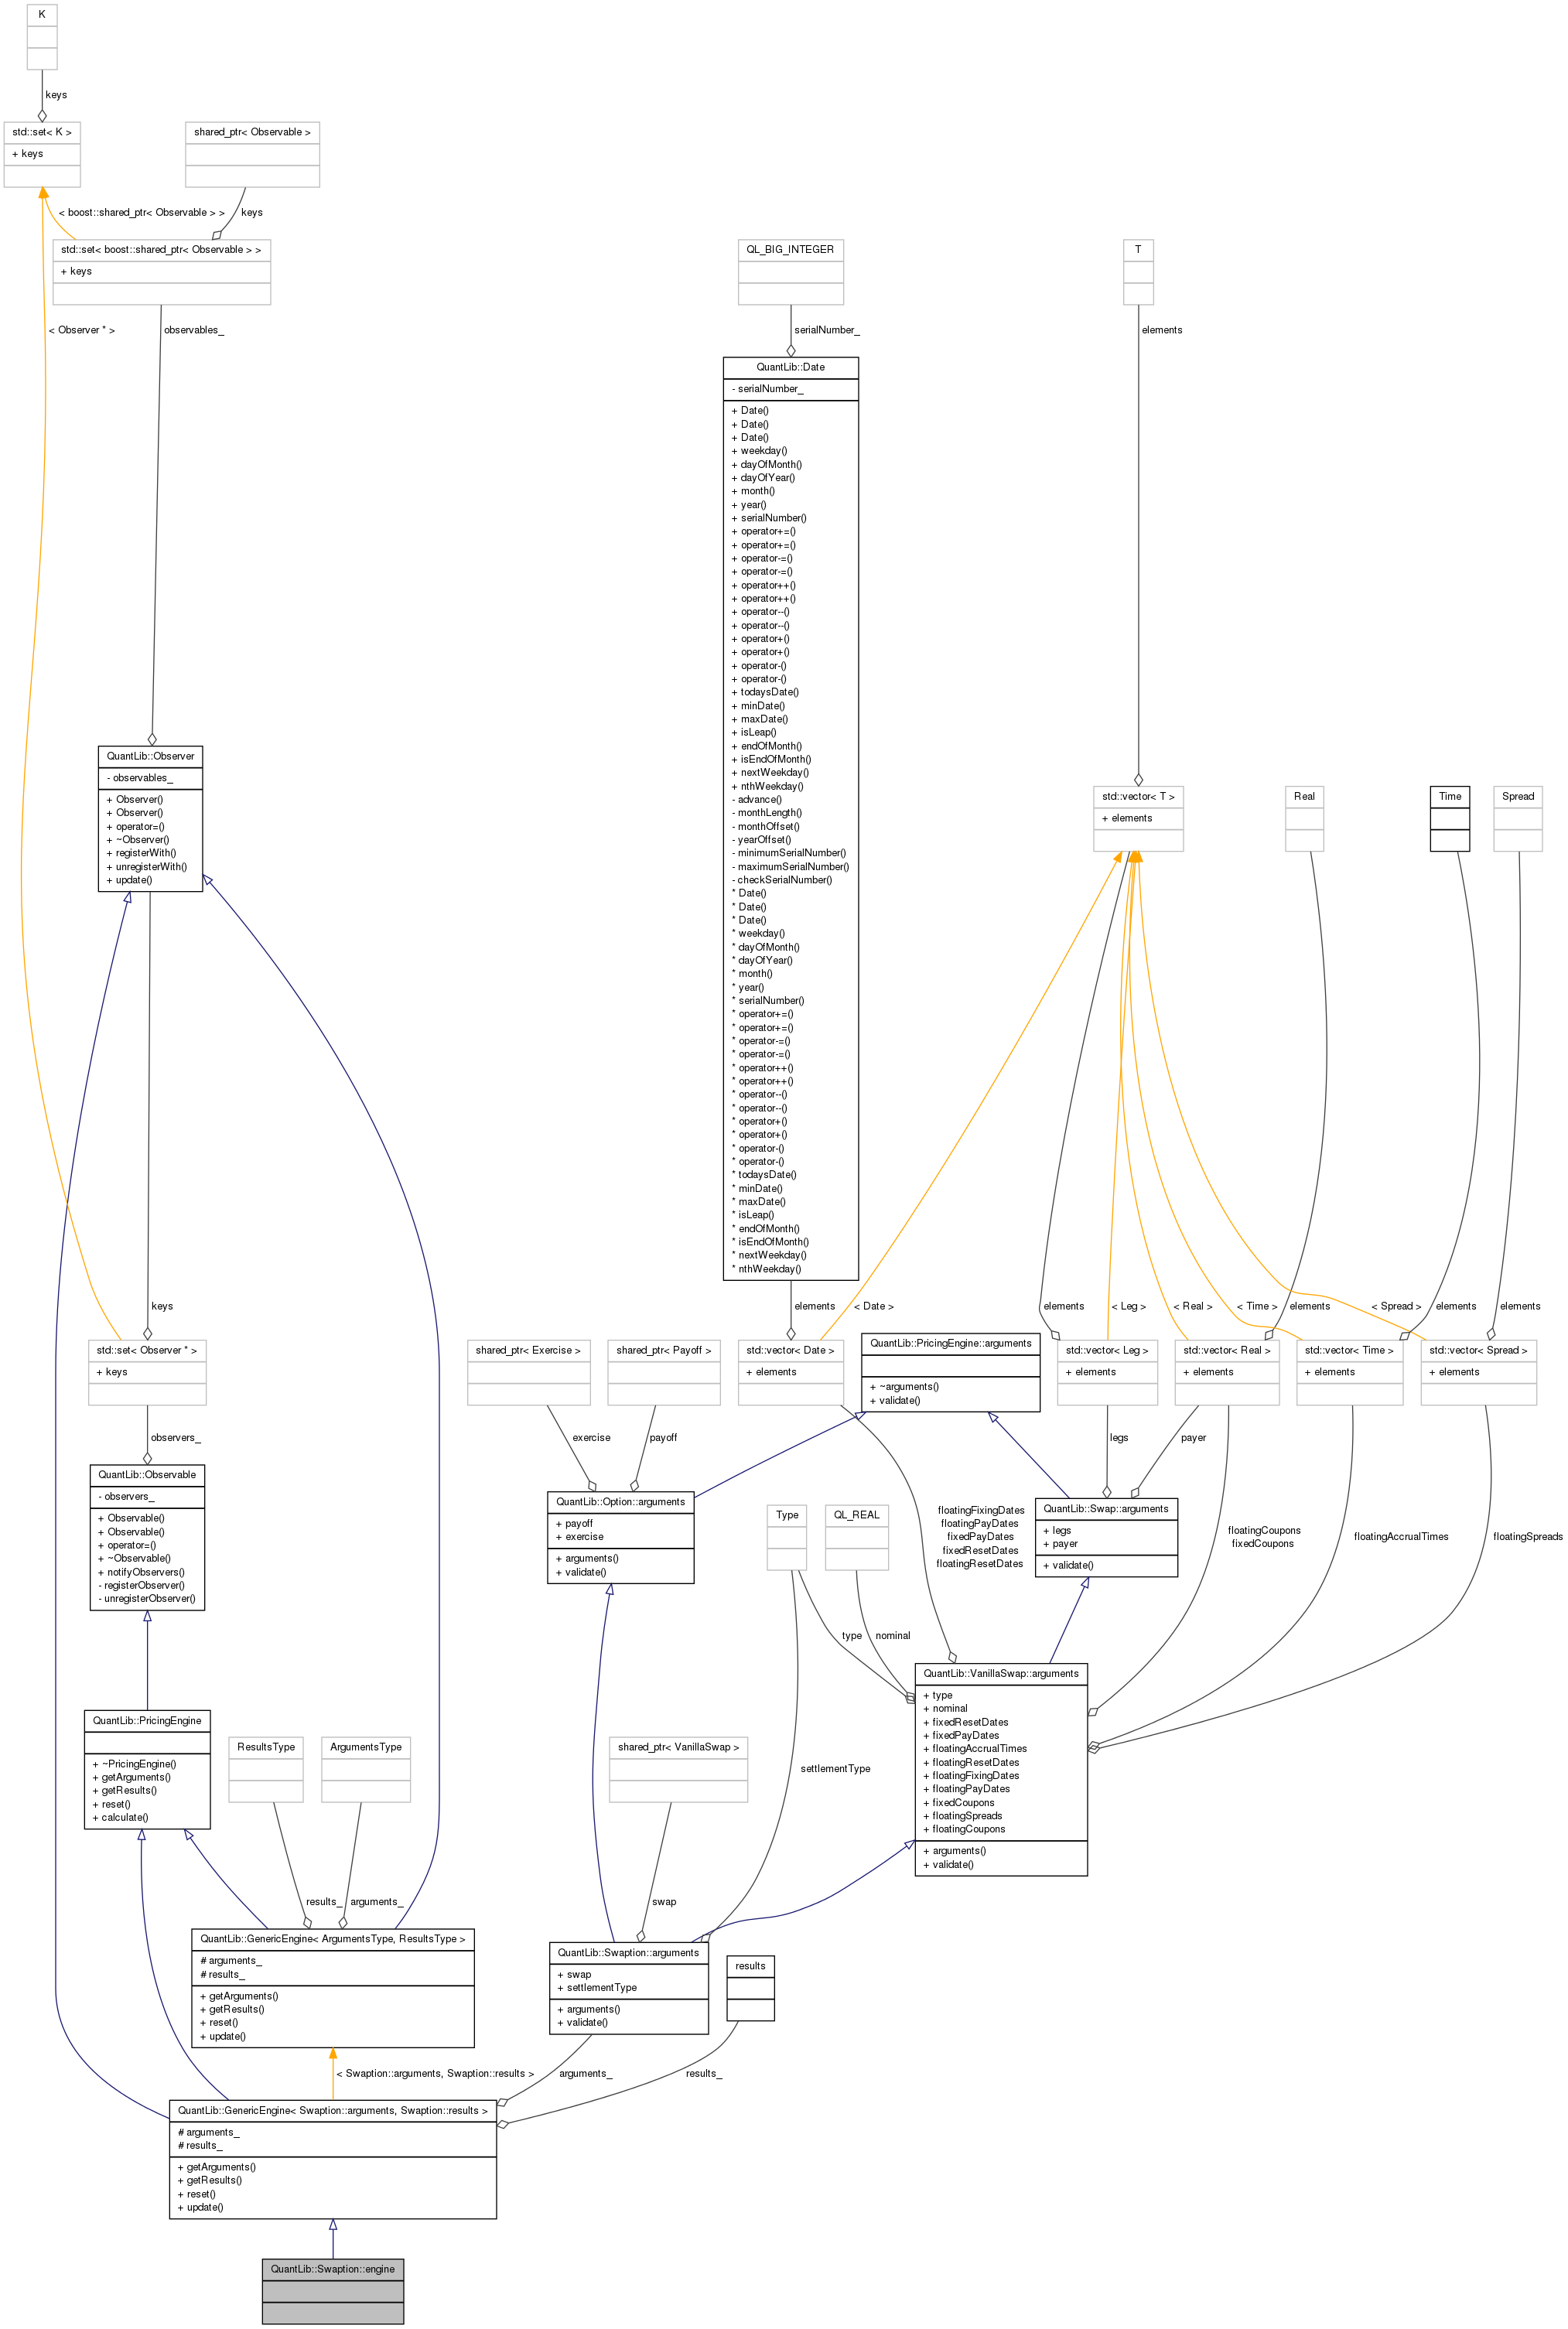 K
keys
std::set< K >
+ keys
shared_ptr< Observable >
< boost::shared_ptr< Observable > >
keys
std::set< boost::shared_ptr< Observable > >
+ keys
QL_BIG_INTEGER
T
< Observer * >
observables_
serialNumber_
elements
QuantLib::Date
- serialNumber_
+ Date()
+ Date()
+ Date()
+ weekday()
+ dayOfMonth()
+ dayOfYear()
+ month()
+ year()
+ serialNumber()
+ operator+=()
+ operator+=()
+ operator-=()
+ operator-=()
+ operator++()
+ operator++()
+ operator--()
+ operator--()
+ operator+()
+ operator+()
+ operator-()
+ operator-()
+ todaysDate()
+ minDate()
+ maxDate()
+ isLeap()
+ endOfMonth()
+ isEndOfMonth()
+ nextWeekday()
+ nthWeekday()
- advance()
- monthLength()
- monthOffset()
- yearOffset()
- minimumSerialNumber()
- maximumSerialNumber()
- checkSerialNumber()
* Date()
* Date()
* Date()
* weekday()
* dayOfMonth()
* dayOfYear()
* month()
* year()
* serialNumber()
* operator+=()
* operator+=()
* operator-=()
* operator-=()
* operator++()
* operator++()
* operator--()
* operator--()
* operator+()
* operator+()
* operator-()
* operator-()
* todaysDate()
* minDate()
* maxDate()
* isLeap()
* endOfMonth()
* isEndOfMonth()
* nextWeekday()
* nthWeekday()
QuantLib::Observer
- observables_
+ Observer()
+ Observer()
+ operator=()
+ ~Observer()
+ registerWith()
+ unregisterWith()
+ update()
std::vector< T >
+ elements
Real
Time
Spread
keys
elements
< Date >
elements
< Leg >
< Real >
< Time >
elements
< Spread >
elements
elements
std::set< Observer * >
+ keys
shared_ptr< Exercise >
shared_ptr< Payoff >
std::vector< Date >
+ elements
QuantLib::PricingEngine::arguments
+ ~arguments()
+ validate()
std::vector< Leg >
+ elements
std::vector< Real >
+ elements
std::vector< Time >
+ elements
std::vector< Spread >
+ elements
observers_
exercise
payoff
legs
payer
QuantLib::Observable
- observers_
+ Observable()
+ Observable()
+ operator=()
+ ~Observable()
+ notifyObservers()
- registerObserver()
- unregisterObserver()
QuantLib::Option::arguments
+ payoff
+ exercise
+ arguments()
+ validate()
Type
QL_REAL
floatingFixingDates
floatingPayDates
fixedPayDates
fixedResetDates
floatingResetDates
QuantLib::Swap::arguments
+ legs
+ payer
+ validate()
floatingCoupons
fixedCoupons
floatingAccrualTimes
floatingSpreads
type
nominal
QuantLib::VanillaSwap::arguments
+ type
+ nominal
+ fixedResetDates
+ fixedPayDates
+ floatingAccrualTimes
+ floatingResetDates
+ floatingFixingDates
+ floatingPayDates
+ fixedCoupons
+ floatingSpreads
+ floatingCoupons
+ arguments()
+ validate()
QuantLib::PricingEngine
+ ~PricingEngine()
+ getArguments()
+ getResults()
+ reset()
+ calculate()
ResultsType
ArgumentsType
shared_ptr< VanillaSwap >
settlementType
results_
arguments_
swap
QuantLib::GenericEngine< ArgumentsType, ResultsType >
# arguments_
# results_
+ getArguments()
+ getResults()
+ reset()
+ update()
QuantLib::Swaption::arguments
+ swap
+ settlementType
+ arguments()
+ validate()
results
< Swaption::arguments, Swaption::results >
arguments_
results_
QuantLib::GenericEngine< Swaption::arguments, Swaption::results >
# arguments_
# results_
+ getArguments()
+ getResults()
+ reset()
+ update()
QuantLib::Swaption::engine